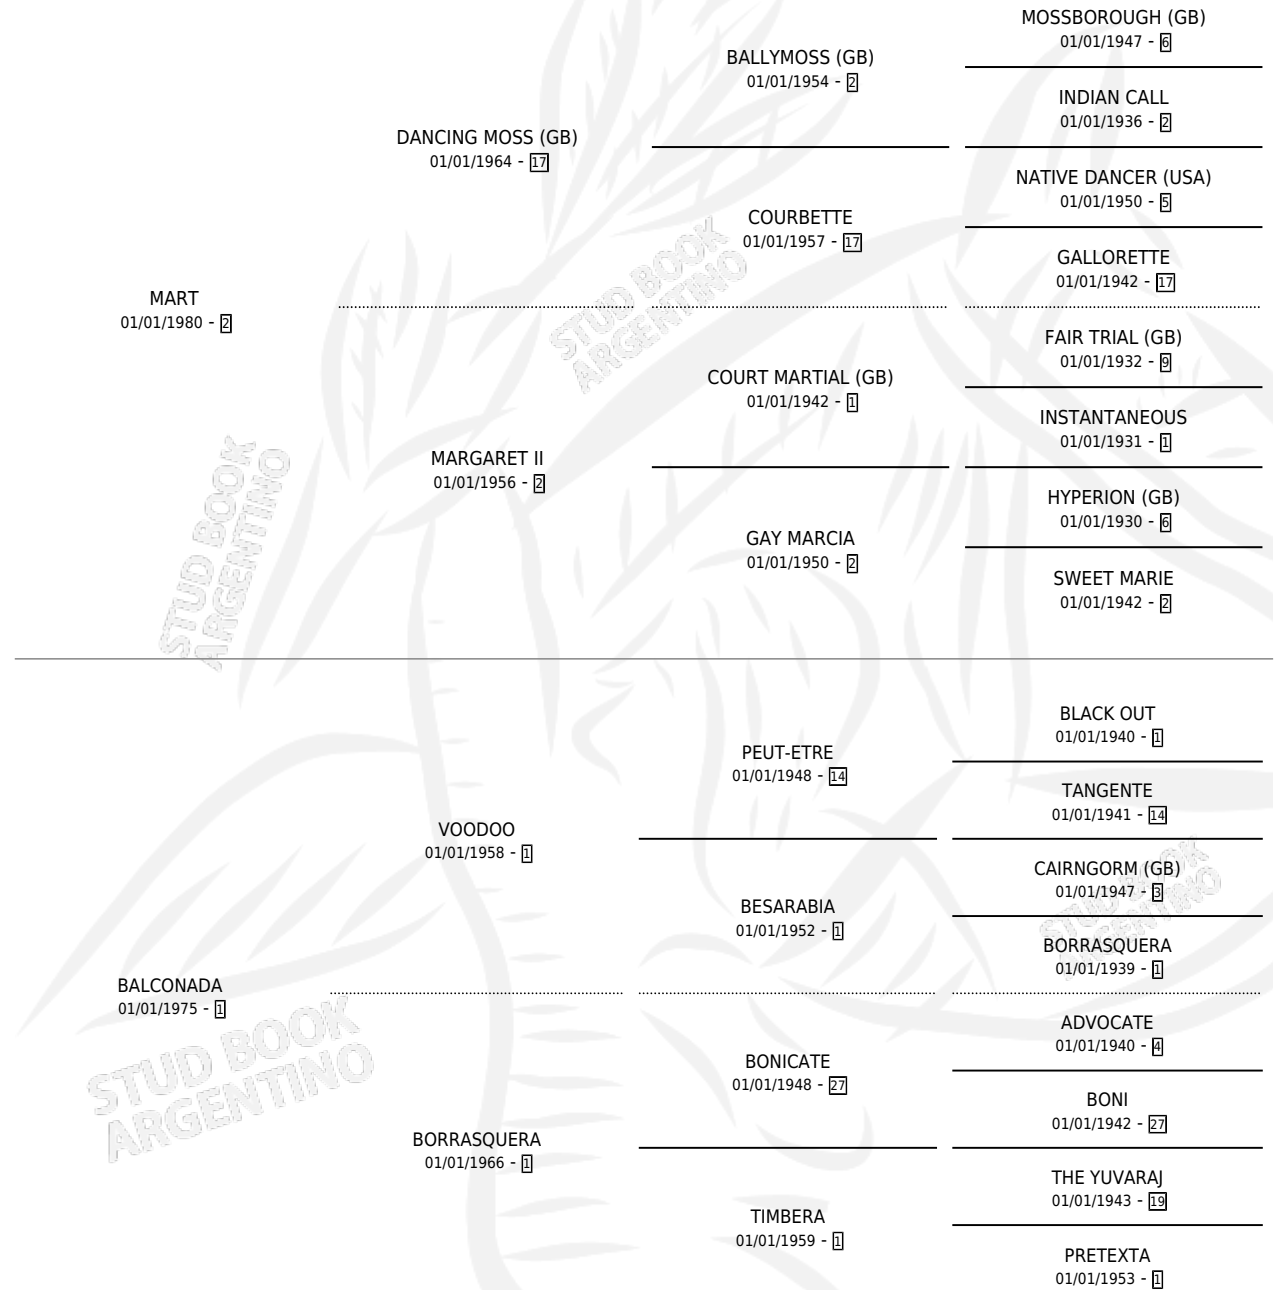 MOSSBOROUGH (GB)
01/01/1947 - 6
BALLYMOSS (GB)
01/01/1954 - 2
INDIAN CALL
01/01/1936 - 2
DANCING MOSS (GB)
01/01/1964 - 17
NATIVE DANCER (USA)
01/01/1950 - 5
COURBETTE
01/01/1957 - 17
GALLORETTE
01/01/1942 - 17
MART
01/01/1980 - 2
FAIR TRIAL (GB)
01/01/1932 - 9
COURT MARTIAL (GB)
01/01/1942 - 1
INSTANTANEOUS
01/01/1931 - 1
MARGARET II
01/01/1956 - 2
HYPERION (GB)
01/01/1930 - 6
GAY MARCIA
01/01/1950 - 2
SWEET MARIE
01/01/1942 - 2
BLACK OUT
01/01/1940 - 1
PEUT-ETRE
01/01/1948 - 14
TANGENTE
01/01/1941 - 14
VOODOO
01/01/1958 - 1
CAIRNGORM (GB)
01/01/1947 - 3
BESARABIA
01/01/1952 - 1
BORRASQUERA
01/01/1939 - 1
BALCONADA
01/01/1975 - 1
ADVOCATE
01/01/1940 - 4
BONICATE
01/01/1948 - 27
BONI
01/01/1942 - 27
BORRASQUERA
01/01/1966 - 1
THE YUVARAJ
01/01/1943 - 19
TIMBERA
01/01/1959 - 1
PRETEXTA
01/01/1953 - 1
STUD BOOK
ARGENTINO
STUD BOOK
ARGENTINO
STUD BOOK
ARGENTINO
STUD BOOK
ARGENTINO